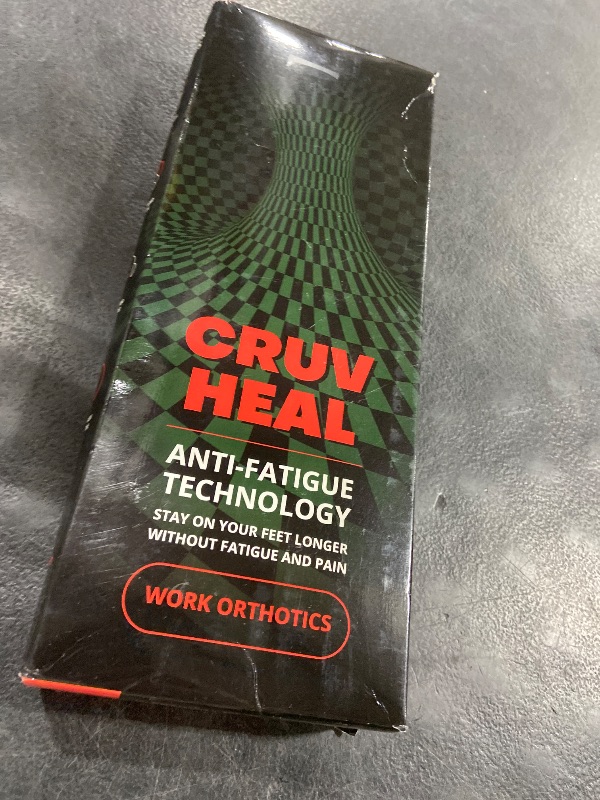 CRUV
HEAL
ANTI-FATIGUE
TECHNOLOGY
STAY ON YOUR FEET LONGER
WITHOUT FATIGUE AND PAIN
WORK ORTHOTICS